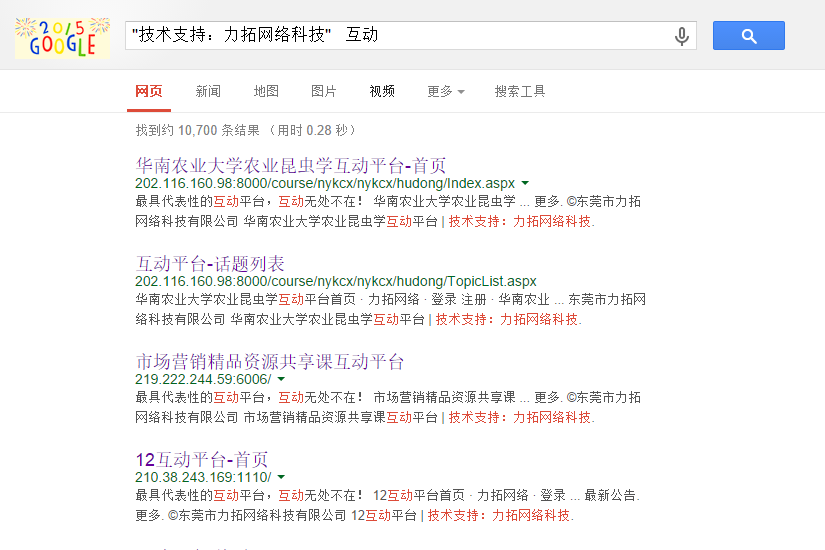 2015
GOOGLE
"技术支持：力拓网络科技" 互动
网页 新闻 地图 图片 视频 更多 搜索工具
找到约 10,700 条结果 （用时 0.28 秒）
华南农业大学农业昆虫学互动平台-首页
202.116.160.98:8000/course/nykcx/nykcx/hudong/Index.aspx
最具代表性的互动平台，互动无处不在！ 华南农业大学农业昆虫学 ... 更多. ©东莞市力拓
网络科技有限公司 华南农业大学农业昆虫学互动平台 | 技术支持：力拓网络科技.
互动平台-话题列表
202.116.160.98:8000/course/nykcx/nykcx/hudong/TopicList.aspx
华南农业大学农业昆虫学互动平台首页 · 力拓网络 · 登录 注册 · 华南农业 ... 东莞市力拓网
络科技有限公司 华南农业大学农业昆虫学互动平台 | 技术支持：力拓网络科技.
市场营销精品资源共享课互动平台
219.222.244.59:6006/
最具代表性的互动平台，互动无处不在！ 市场营销精品资源共享课 ... 更多. ©东莞市力拓
网络科技有限公司 市场营销精品资源共享课互动平台 | 技术支持：力拓网络科技.
12互动平台-首页
210.38.243.169:1110/
最具代表性的互动平台，互动无处不在！ 12互动平台首页 · 力拓网络 · 登录 ... 最新公告.
更多. ©东莞市力拓网络科技有限公司 12互动平台 | 技术支持：力拓网络科技.